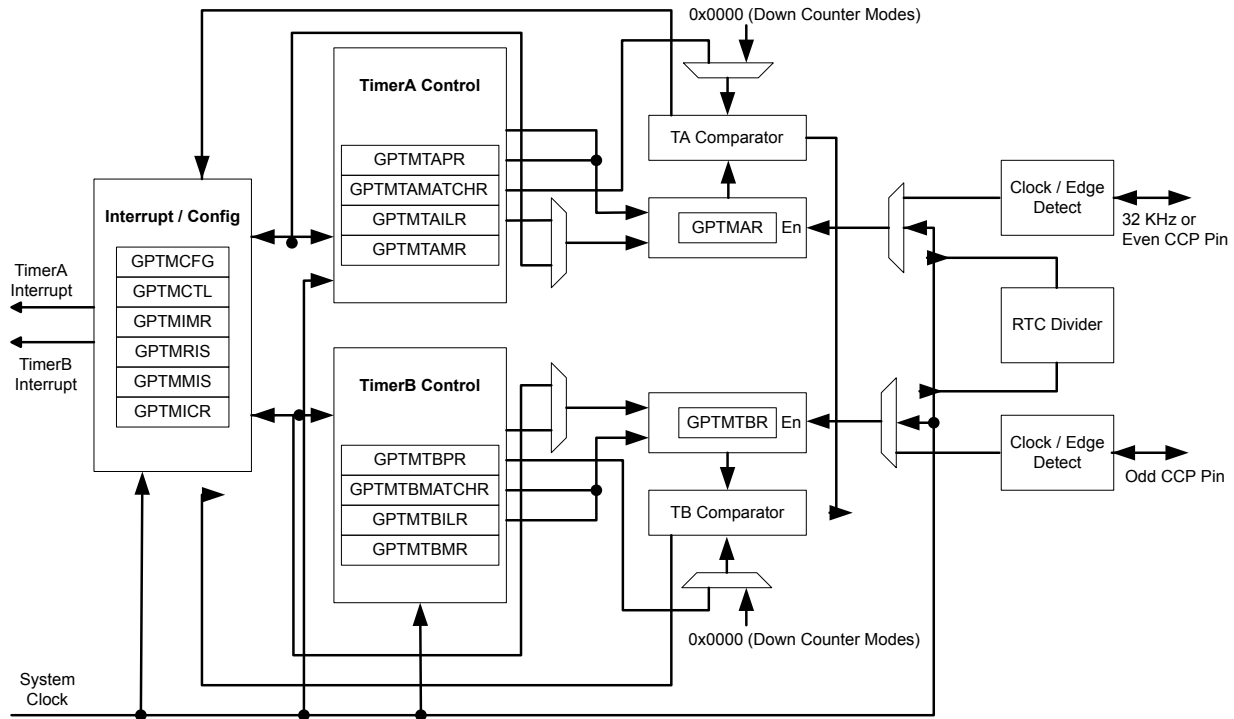 0x0000 (Down Counter Modes)
TimerA Control
GPTMTAPR
GPTMTAMATCHR
GPTMTAILR
GPTMTAMR
TA Comparator
GPTMAR
En
Clock / Edge
Detect
32 KHz or
Even CCP Pin
Interrupt / Config
GPTMCFG
GPTMCTL
GPTMIMR
GPTMRIS
GPTMMIS
GPTMICR
TimerA
Interrupt
TimerB
Interrupt
RTC Divider
TimerB Control
GPTMTBPR
GPTMTBMATCHR
GPTMTBILR
GPTMTBMR
GPTMTBR
En
TB Comparator
Clock / Edge
Detect
Odd CCP Pin
0x0000 (Down Counter Modes)
System
Clock